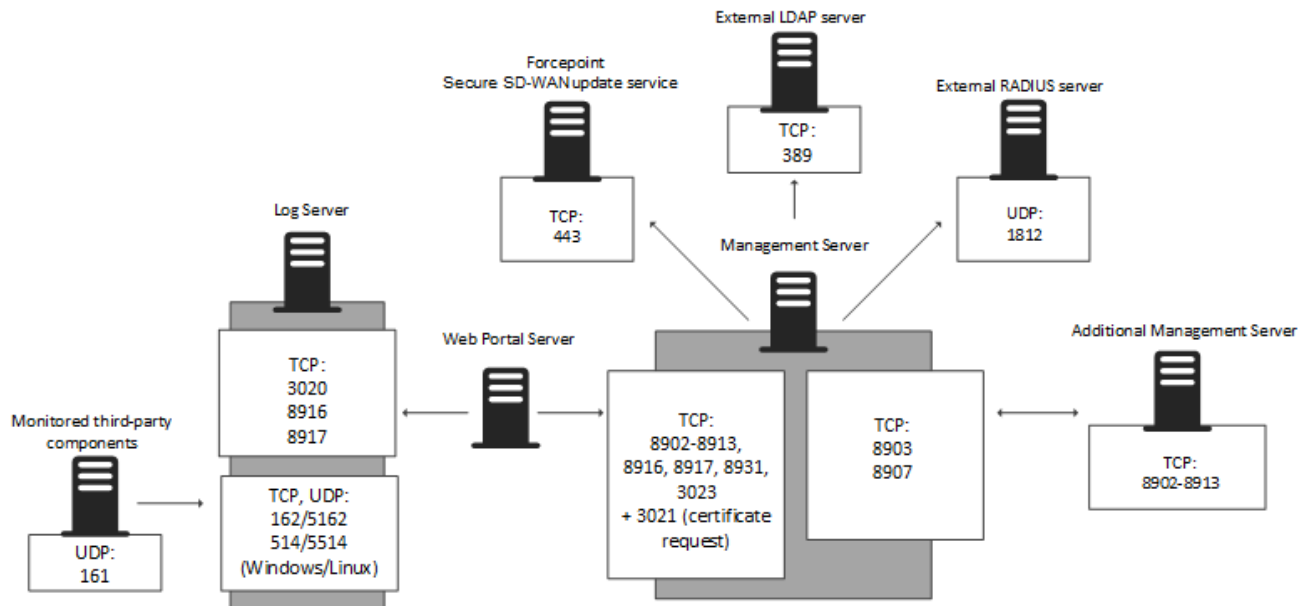 External LDAP server
TCP:
389
Forcepoint
Secure SD-WAN update service
TCP:
443
External RADIUS server
UDP:
1812
Log Server
TCP:
3020
8916
8917
TCP, UDP:
162/5162
514/5514
(Windows/Linux)
Monitored third-party
components
UDP:
161
Web Portal Server
Management Server
TCP:
8902-8913,
8916, 8917, 8931,
3023
+ 3021 (certificate
request)
TCP:
8903
8907
Additional Management Server
TCP:
8902-8913